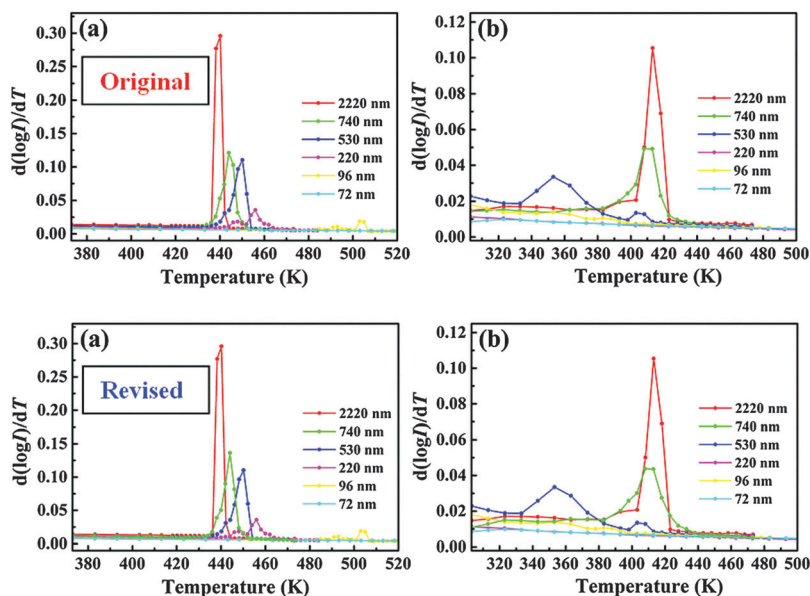 (a)
Original
0.30
0.25
0.20
0.15
0.10
0.05
0.00
d(logI)/dT
2220 nm
740 nm
530 nm
220 nm
96 nm
72 nm
380 400 420 440 460 480 500 520
Temperature (K)
(b)
0.12
0.10
0.08
0.06
0.04
0.02
0.00
d(logI)/dT
2220 nm
740 nm
530 nm
220 nm
96 nm
72 nm
320 340 360 380 400 420 440 460 480 500
Temperature (K)
(a)
Revised
0.30
0.25
0.20
0.15
0.10
0.05
0.00
d(logI)/dT
2220 nm
740 nm
530 nm
220 nm
96 nm
72 nm
380 400 420 440 460 480 500 520
Temperature (K)
(b)
0.12
0.10
0.08
0.06
0.04
0.02
0.00
d(logI)/dT
2220 nm
740 nm
530 nm
220 nm
96 nm
72 nm
320 340 360 380 400 420 440 460 480 500
Temperature (K)